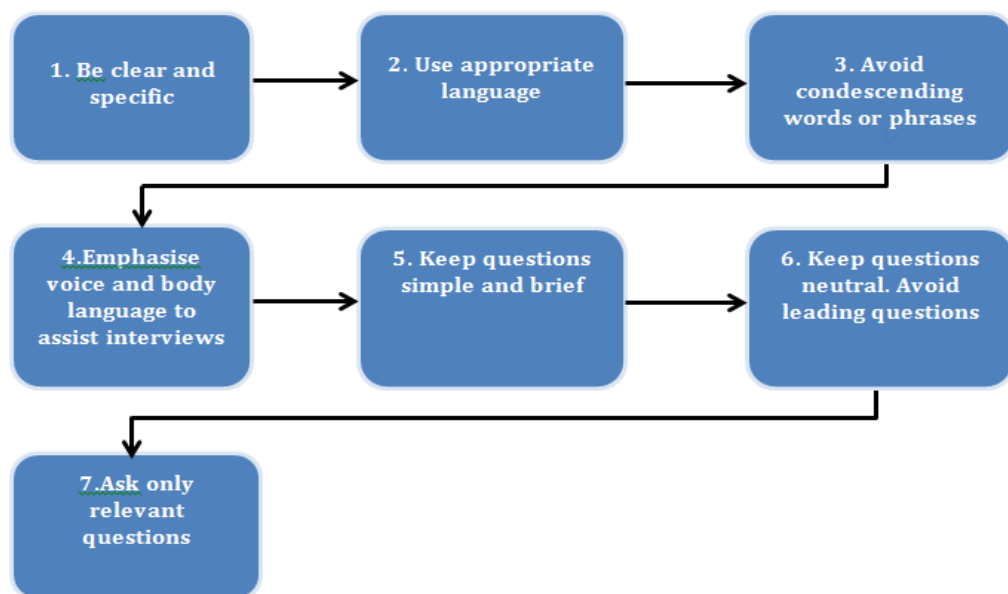 1. Be clear and
specific
2. Use appropriate
language
3. Avoid
condescending
words or phrases
4.Emphasise
voice and body
language to
assist interviews
5. Keep questions
simple and brief
6. Keep questions
neutral. Avoid
leading questions
7.Ask only
relevant
questions